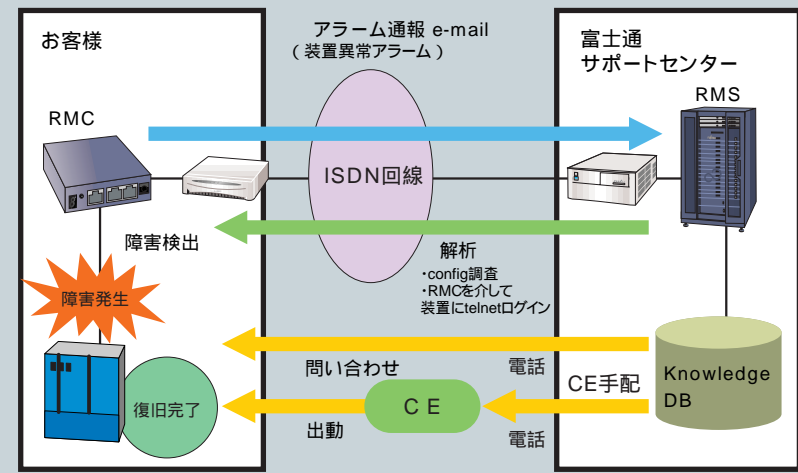 お客様
アラーム通報 e-mail
(装置異常アラーム)
富士通
サポートセンター
RMS
RMC
ISDN回線
障害検出
解析
・config調査
・RMCを介して
装置にtelnetログイン
障害発生
問い合わせ
電話
CE手配
Knowledge
DB
復旧完了
CE
出動
電話